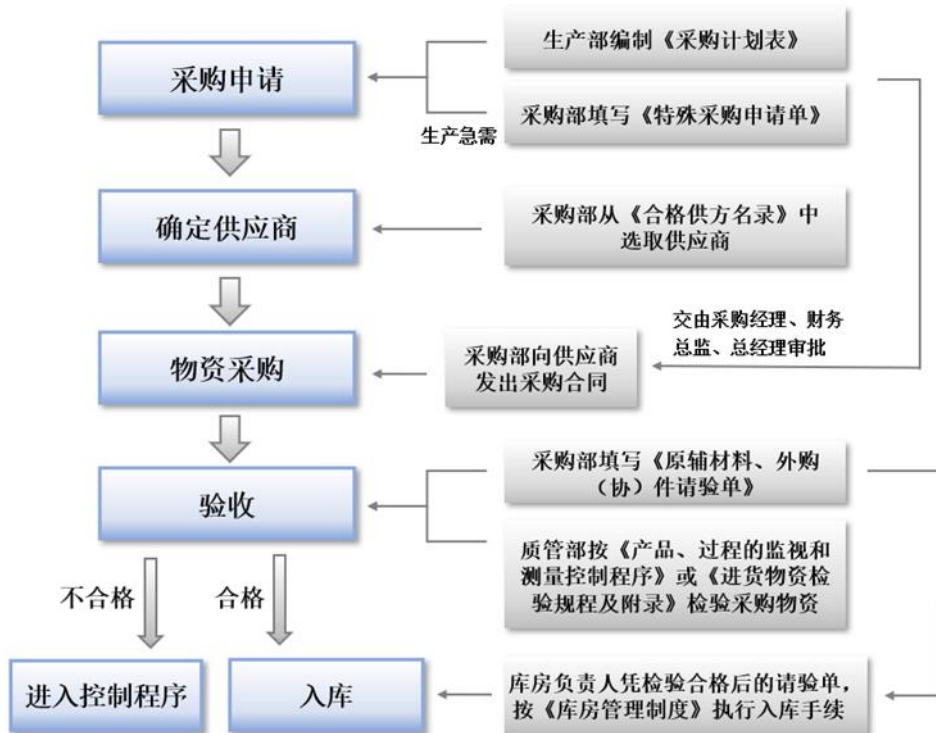 采购申请
生产部编制《采购计划表》
采购部填写《特殊采购申请单》
生产急需
确定供应商
采购部从《合格供方名录》中
选取供应商
交由采购经理、财务
总监、总经理审批
物资采购
采购部向供应商
发出采购合同
验收
采购部填写《原辅材料、外购
（协）件请验单》
质管部按《产品、过程的监视和
测量控制程序》或《进货物资检
验规程及附录》检验采购物资
不合格
合格
进入控制程序
入库
库房负责人凭检验合格后的请验单，
按《库房管理制度》执行入库手续